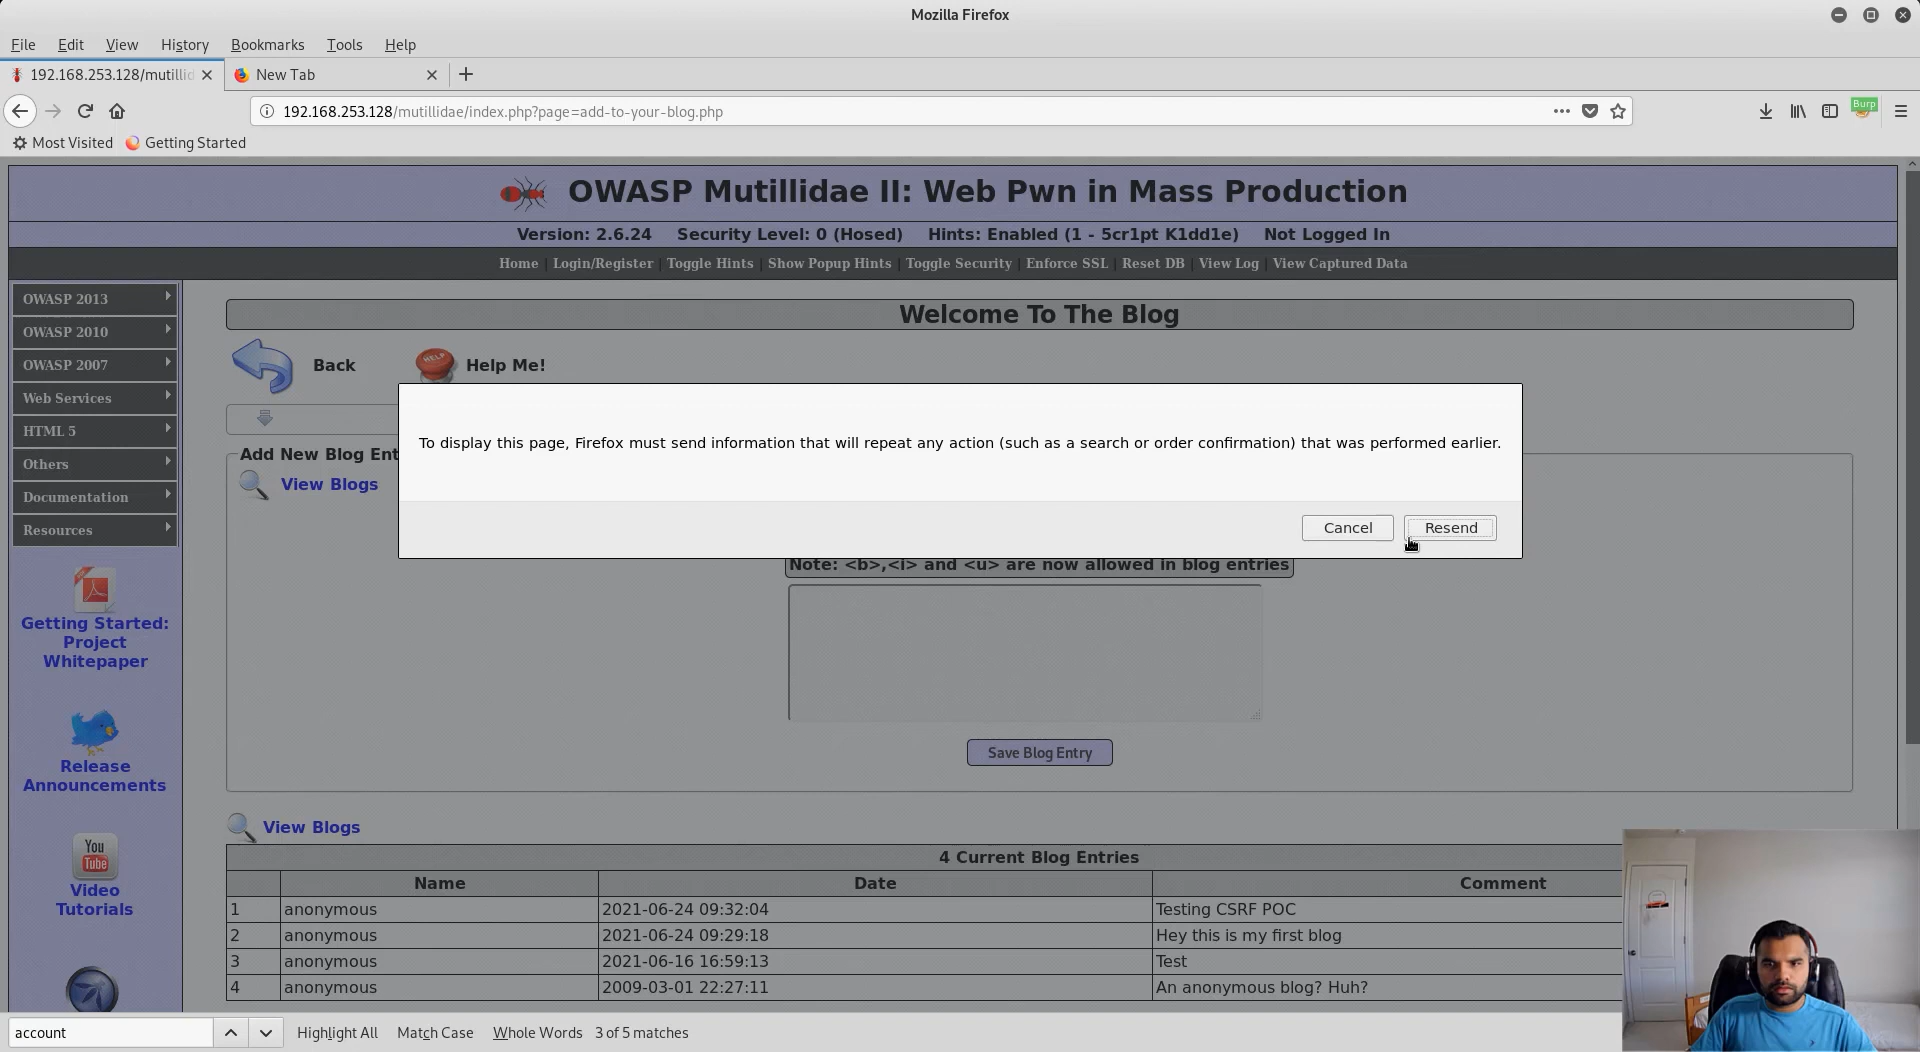 Mozilla Firefox
File Edit View History Bookmarks Tools Help
192.168.253.128/mutillid New Tab
192.168.253.128/mutillidae/index.php?page=add-to-your-blog.php
Burp
Most Visited Getting Started
OWASP Mutillidae II: Web Pwn in Mass Production
Version: 2.6.24 Security Level: 0 (Hosed) Hints: Enabled (1 - 5cr1pt K1dd1e) Not Logged In
Home | Login/Register | Toggle Hints | Show Popup Hints | Toggle Security | Enforce SSL | Reset DB | View Log | View Captured Data
OWASP 2013
OWASP 2010
OWASP 2007
Web Services
HTML 5
Others
Documentation
Resources
Getting Started:
Project
Whitepaper
Release
Announcements
You
Tube
Video
Tutorials
Welcome To The Blog
Back
HELP
Help Me!
To display this page, Firefox must send information that will repeat any action (such as a search or order confirmation) that was performed earlier.
Cancel Resend
Add New Blog Ent
View Blogs
Note: <b>,<i> and <u> are now allowed in blog entries
Save Blog Entry
View Blogs
4 Current Blog Entries
Name Date Comment
1 anonymous 2021-06-24 09:32:04 Testing CSRF POC
2 anonymous 2021-06-24 09:29:18 Hey this is my first blog
3 anonymous 2021-06-16 16:59:13 Test
4 anonymous 2009-03-01 22:27:11 An anonymous blog? Huh?
account Highlight All Match Case Whole Words 3 of 5 matches